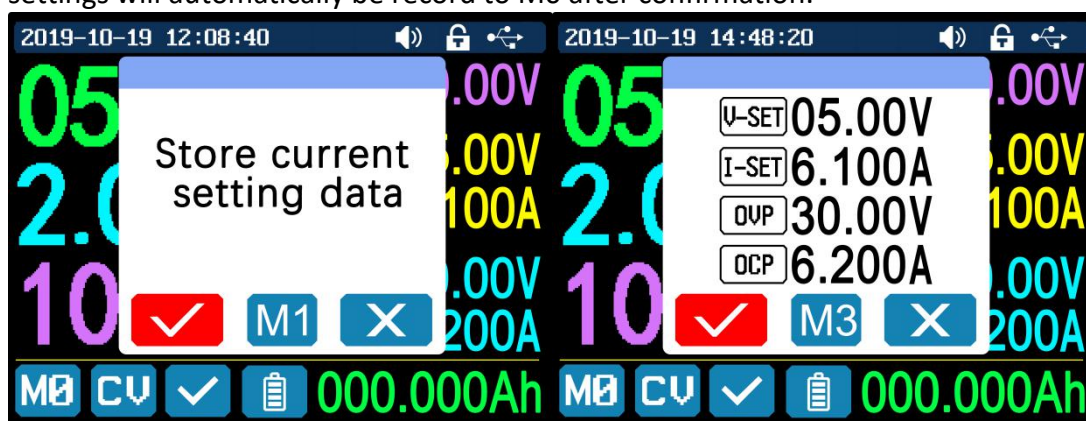 settings will automatically be record to M0 after confirmation.
2019-10-19 12:08:40
05
.00V
Store current
setting data
.00V
2.0
100A
.00V
10
M1
X
200A
M0 CV 000.000Ah
2019-10-19 14:48:20
05
.00V
V-SET 05.00V
.00V
I-SET 6.100A
2.0
100A
OVP 30.00V
OCP 6.200A
.00V
10
M3
X
200A
M0 CV 000.000Ah